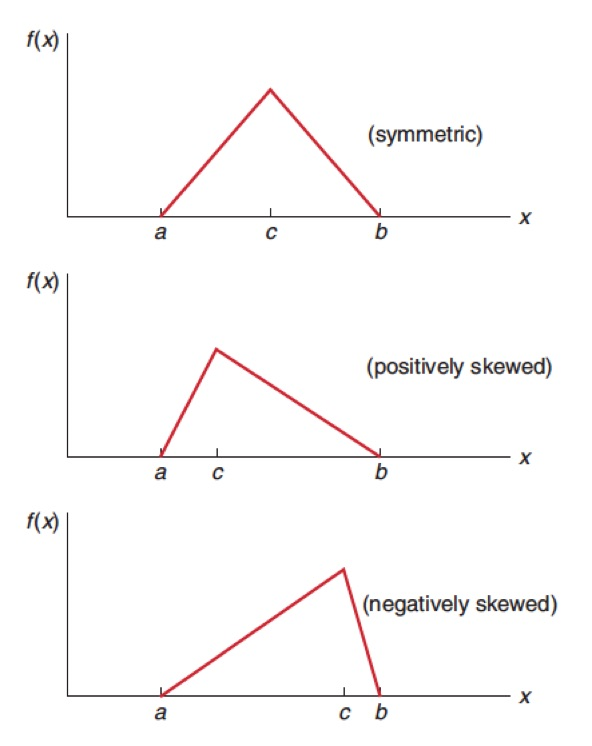 f(x)
(symmetric)
x
a c b
f(x)
(positively skewed)
x
a c b
f(x)
(negatively skewed)
x
a c b